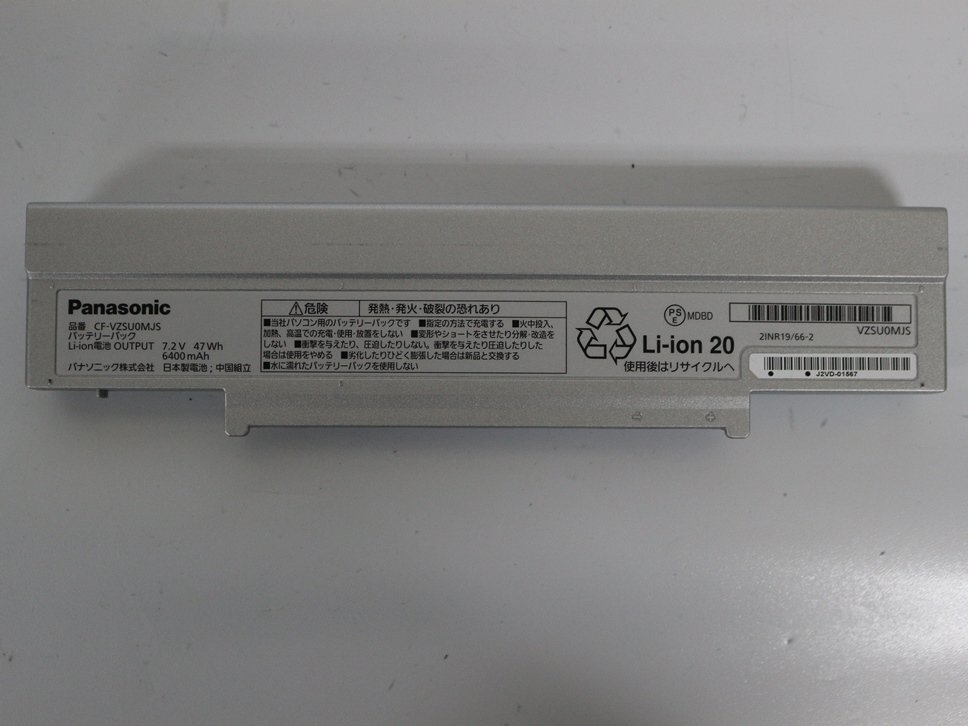 Panasonic
品番 CF-VZSU0MJS
バッテリーパック
Li-ion電池 OUTPUT 7.2 V 47 Wh
6400 mAh
パナソニック株式会社 日本製電池；中国組立
危険 発熱・発火・破裂の恐れあり
■当社パソコン用のバッテリーパックです ■指定の方法で充電する ■火中投入、
加熱、高温での充電・使用・放置をしない ■変形やショートをさせたり分解・改造を
しない ■衝撃を与えたり、圧迫したりしない。衝撃を与えたり圧迫した
場合は使用をやめる ■劣化したりひどく膨張した場合は新品と交換する
■水に濡れたバッテリーパックを使用しない
Li-ion 20
使用後はリサイクルへ
PS
E
MDBD
VZSU0MJS
2INR19/66-2
J2VD-01567